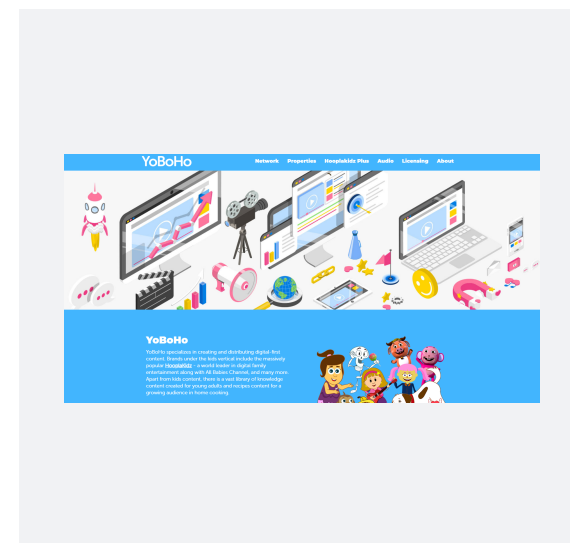 YoBoHo
Network Properties Hooplakidz Plus Audio Licensing About
YoBoHo
YoBoHo specializes in creating and distributing digital-first
content. Brands under the kids vertical include the massively
popular HooplaKidz - a world leader in digital family
entertainment along with All Babies Channel, and many more.
Apart from kids content, there is a vast library of knowledge
content created for young adults and recipes content for a
growing audience in home cooking.